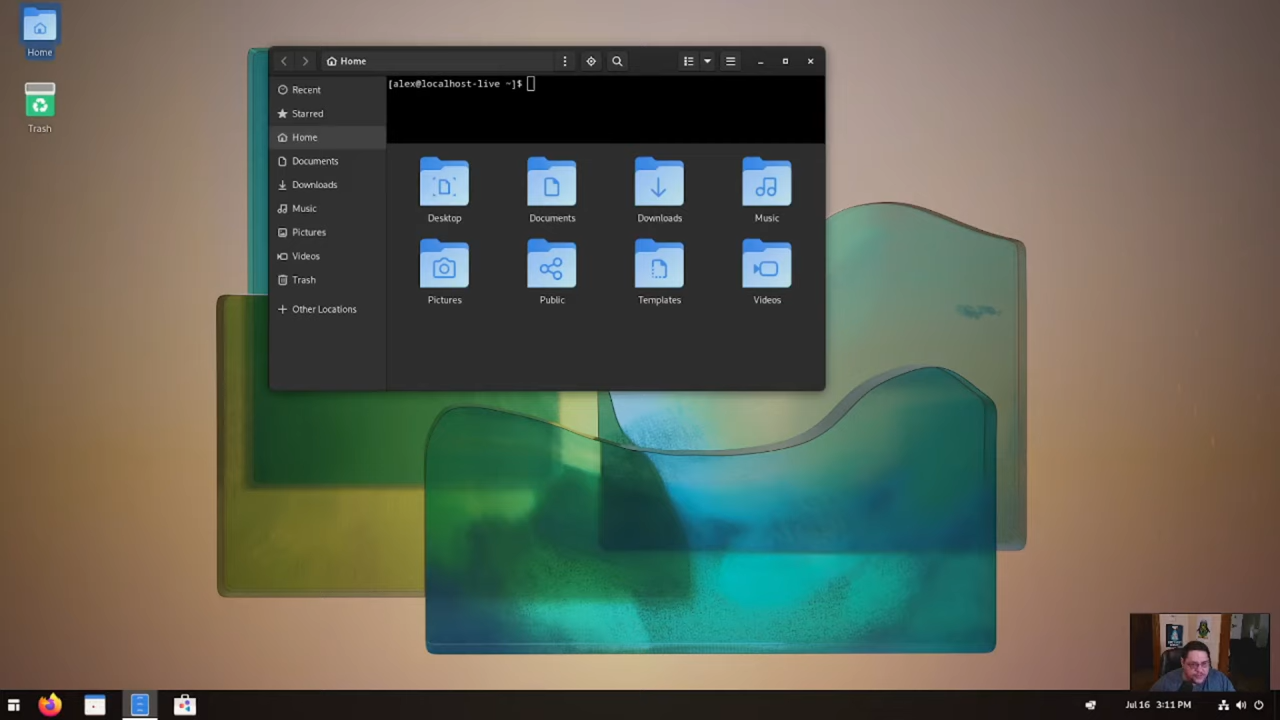 Home
Trash
Home
[alex@localhost-live ~]$
Recent
Starred
Home
Documents
Downloads
Music
Pictures
Videos
Trash
Other Locations
Desktop
Documents
Downloads
Music
Pictures
Public
Templates
Videos
Jul 16 3:11 PM